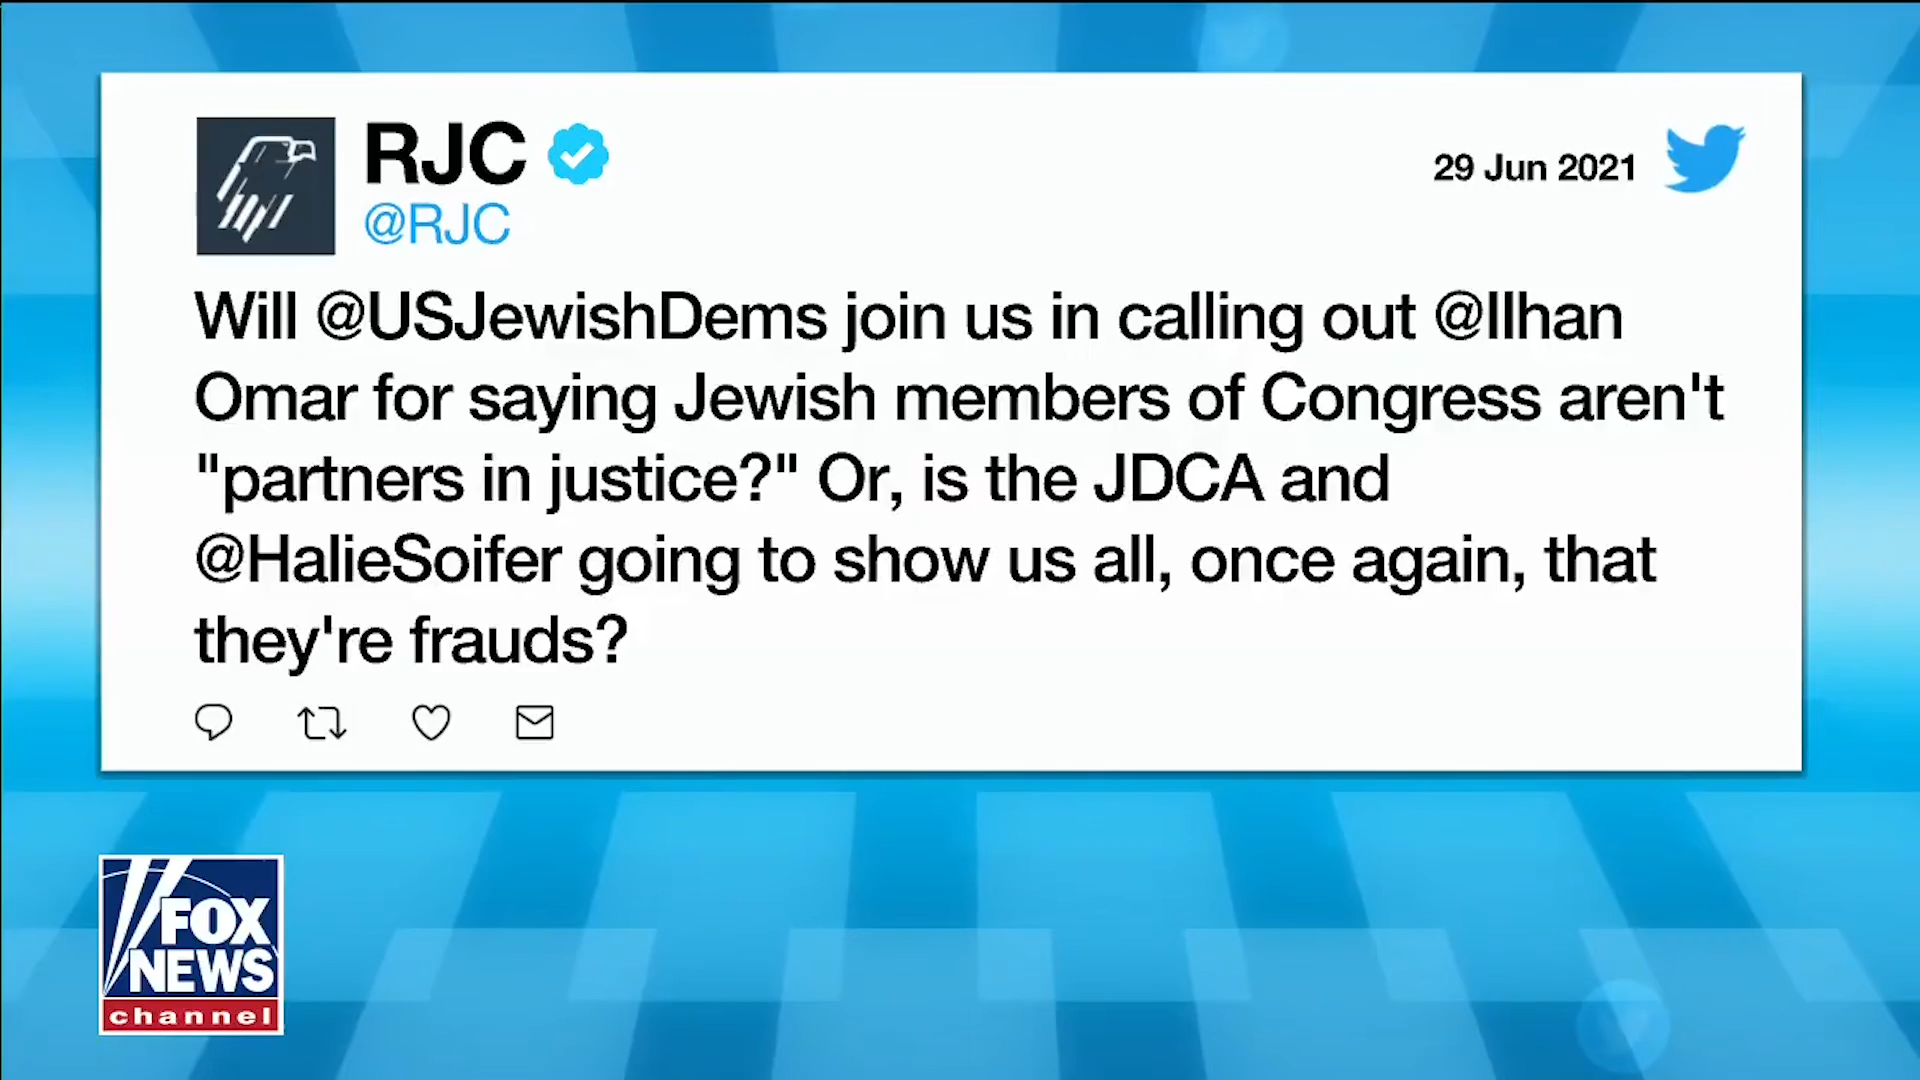 RJC
@RJC
29 Jun 2021
Will @USJewishDems join us in calling out @Ilhan
Omar for saying Jewish members of Congress aren't
"partners in justice?" Or, is the JDCA and
@HalieSoifer going to show us all, once again, that
they're frauds?
FOX
NEWS
channel